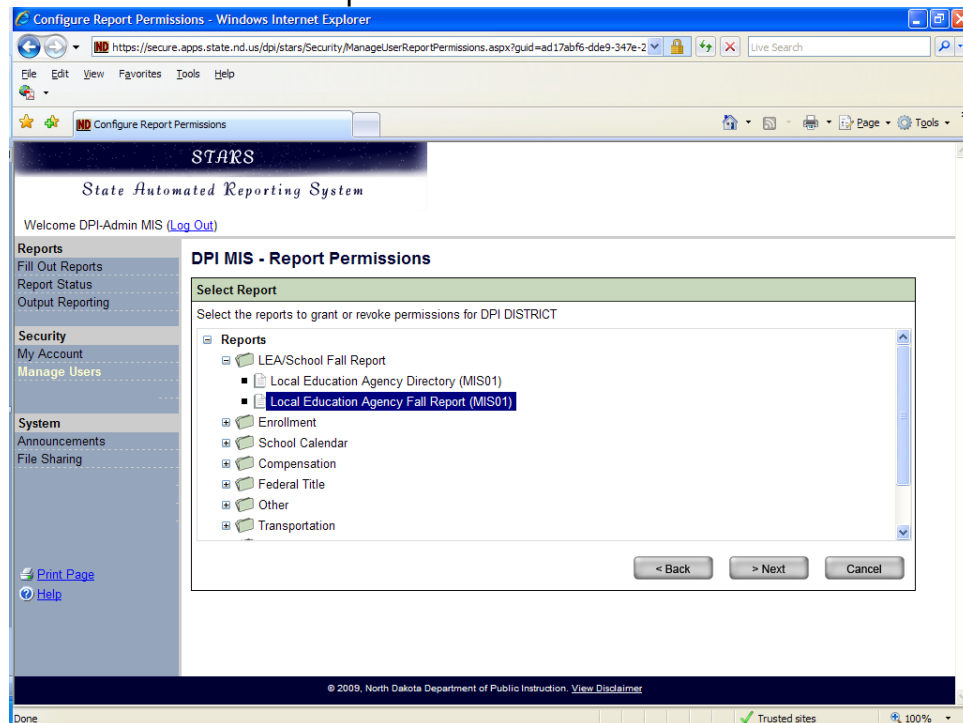 Configure Report Permissions - Windows Internet Explorer
https://secure.apps.state.nd.us/dpi/stars/Security/ManageUserReportPermissions.aspx?guid=ad17abf6-dde9-347e-2
Live Search
File Edit View Favorites Tools Help
ND Configure Report Permissions
Page Tools
STARS
State Automated Reporting System
Welcome DPI-Admin MIS (Log Out)
Reports
Fill Out Reports
Report Status
Output Reporting
Security
My Account
Manage Users
System
Announcements
File Sharing
Print Page
Help
DPI MIS - Report Permissions
Select Report
Select the reports to grant or revoke permissions for DPI DISTRICT
Reports
LEA/School Fall Report
Local Education Agency Directory (MIS01)
Local Education Agency Fall Report (MIS01)
Enrollment
School Calendar
Compensation
Federal Title
Other
Transportation
< Back > Next Cancel
© 2009, North Dakota Department of Public Instruction. View Disclaimer
Done Trusted sites 100%